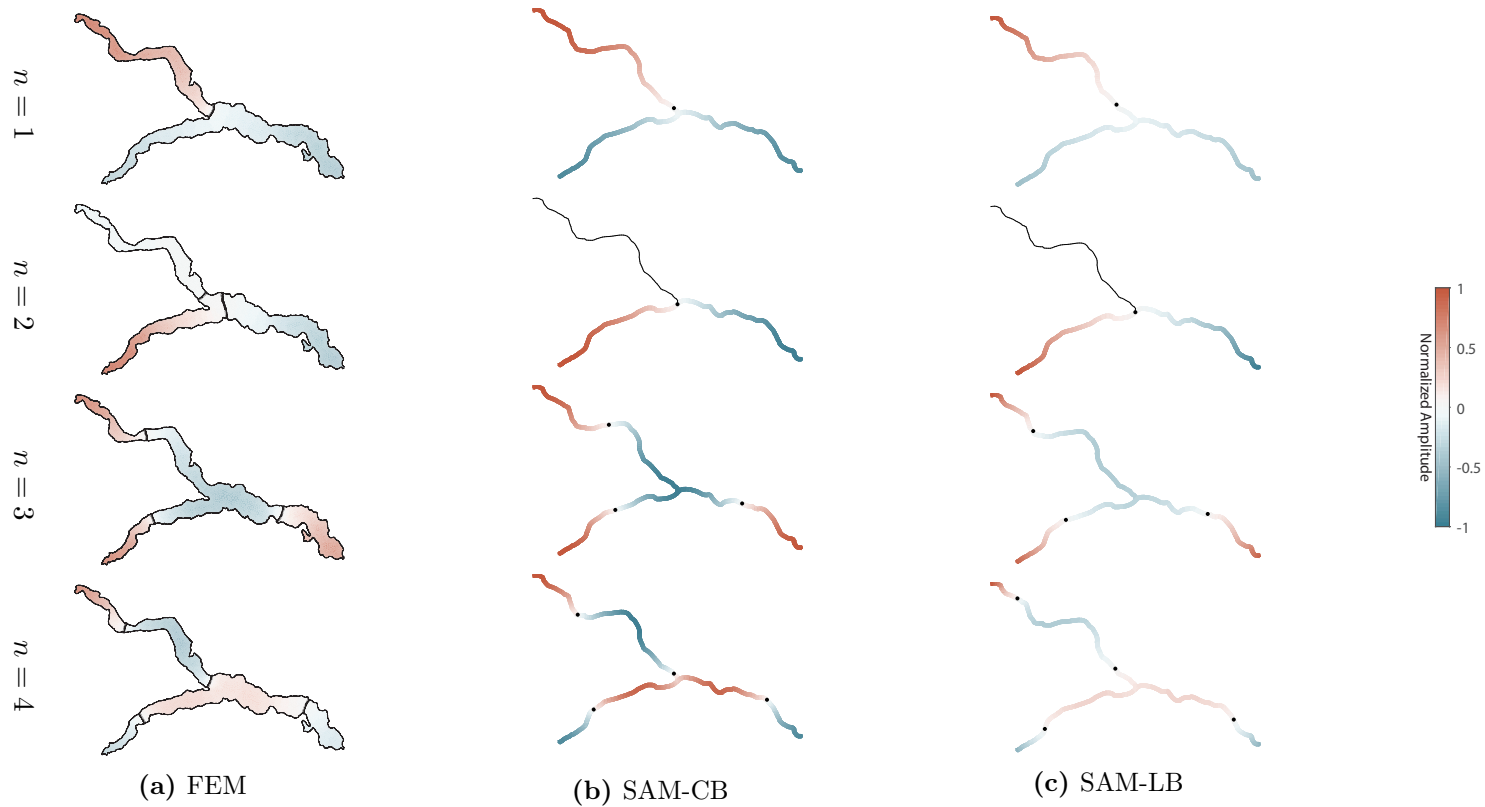 n = 1
n = 2
n = 3
n = 4
1
0.5
0
-0.5
-1
Normalized Amplitude
(a) FEM
(b) SAM-CB
(c) SAM-LB